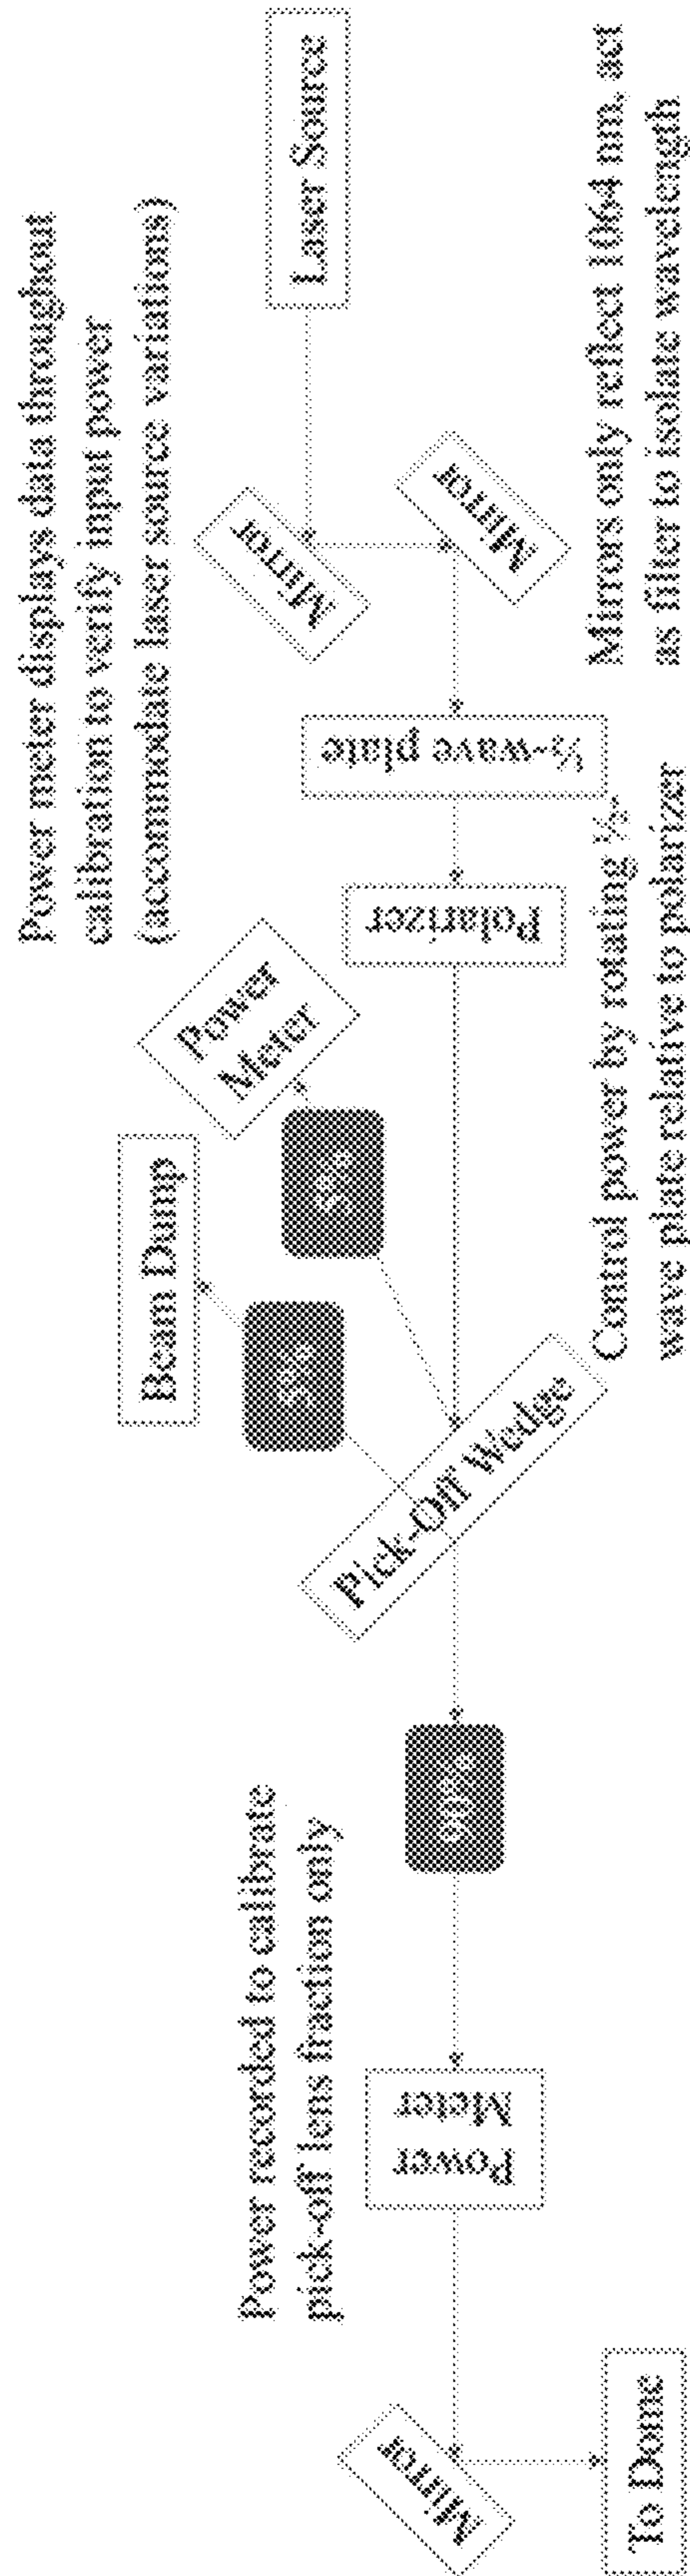 Power meter displays data throughout
calibration to verify input power
(accommodate laser source variations)
Beam Dump
Power
Meter
Laser Source
Mirror
Mirror
Power recorded to calibrate
pick-off lens fraction only
Mirror
Power
Meter
Pick-Off Wedge
Polarizer
½-wave plate
To Dome
Control power by rotating ½-
wave plate relative to polarizer
Mirrors only reflect 1064 nm, act
as filter to isolate wavelength